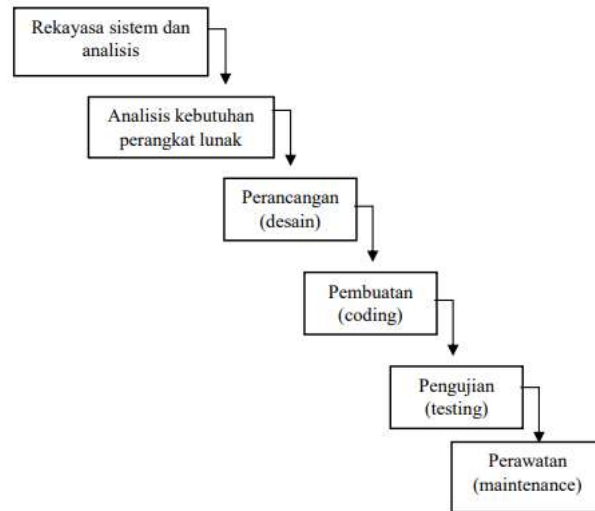 Rekayasa sistem dan
analisis
Analisis kebutuhan
perangkat lunak
Perancangan
(desain)
Pembuatan
(coding)
Pengujian
(testing)
Perawatan
(maintenance)